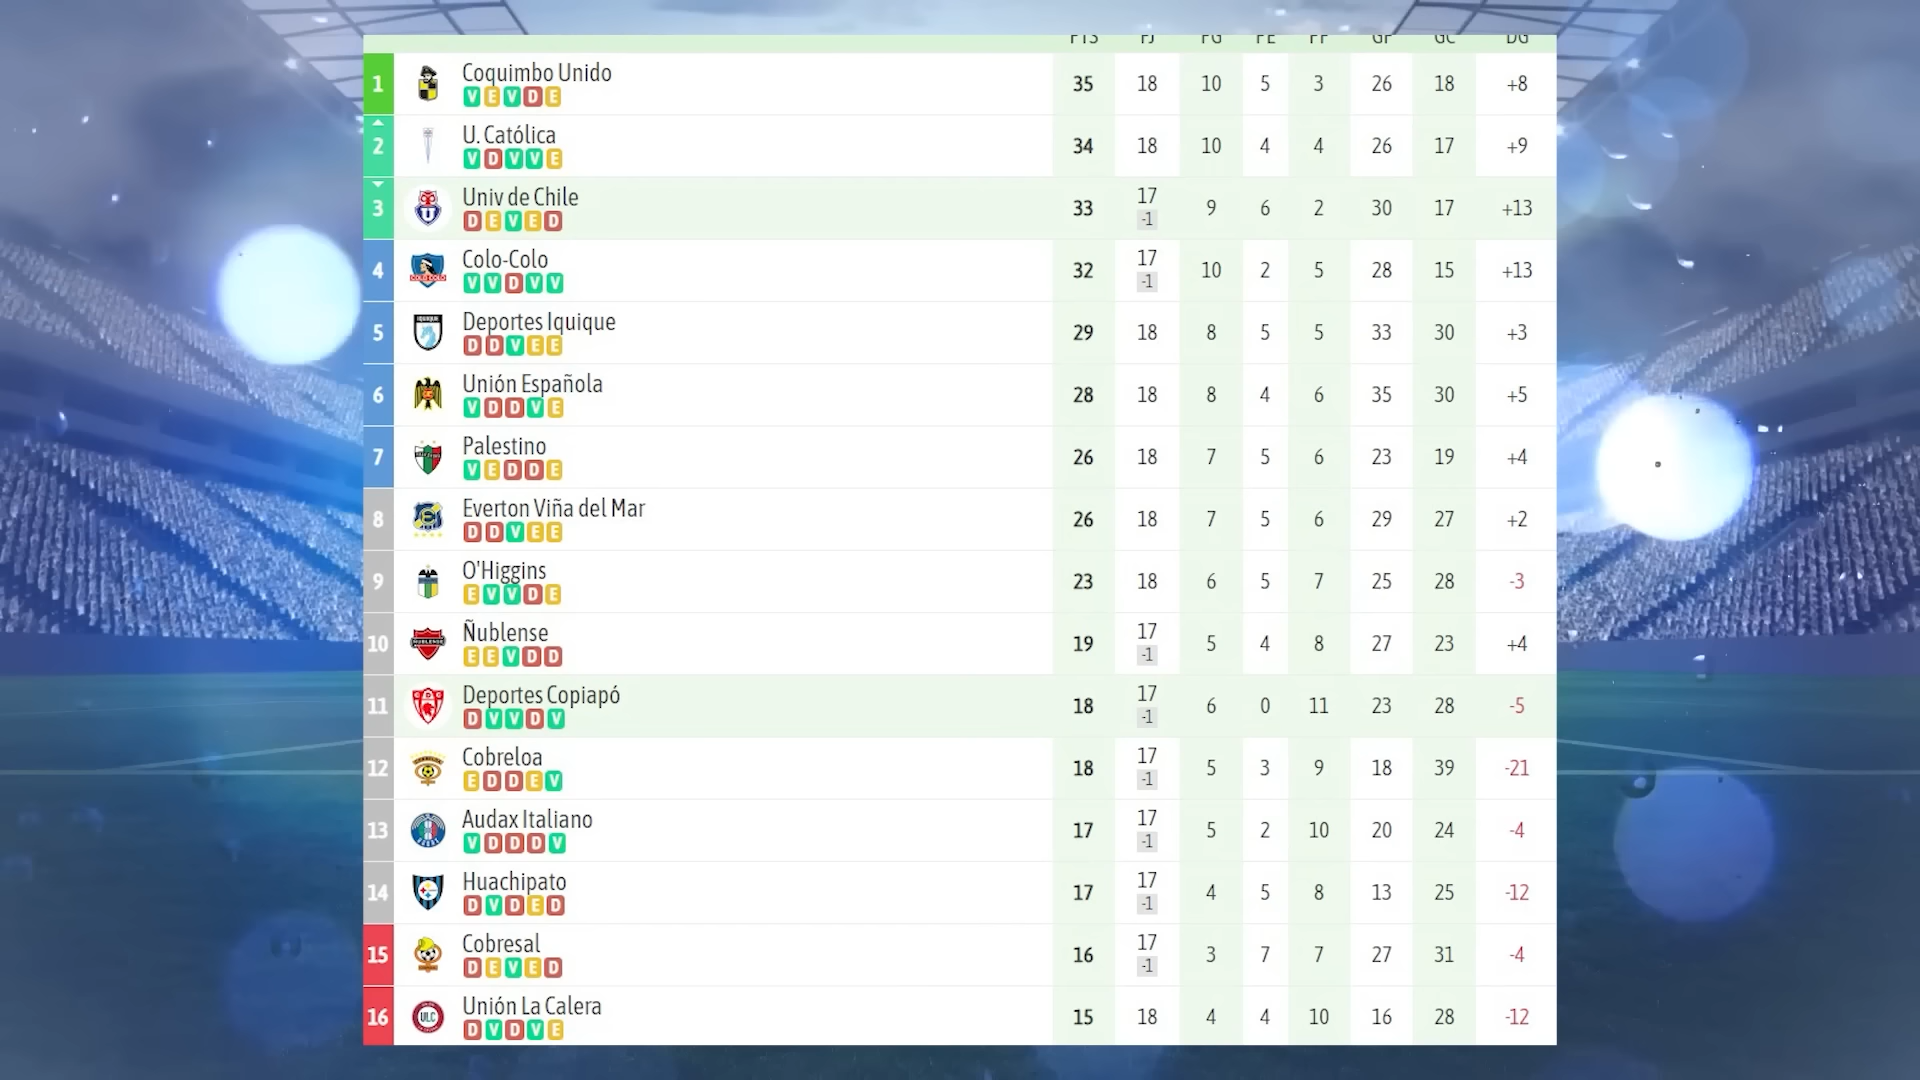 PTS FJ PG PE PP GF GC DG
1 Coquimbo Unido 35 18 10 5 3 26 18 +8
V E V D E
2 U. Católica 34 18 10 4 4 26 17 +9
V D V V E
3 Univ de Chile 33 17 -1 9 6 2 30 17 +13
D E V E D
4 Colo-Colo 32 17 -1 10 2 5 28 15 +13
V V D V V
5 Deportes Iquique 29 18 8 5 5 33 30 +3
D D V E E
6 Unión Española 28 18 8 4 6 35 30 +5
V D D V E
7 Palestino 26 18 7 5 6 23 19 +4
V E D D E
8 Everton Viña del Mar 26 18 7 5 6 29 27 +2
D D V E E
9 O'Higgins 23 18 6 5 7 25 28 -3
E V V D E
10 Ñublense 19 17 -1 5 4 8 27 23 +4
E E V D D
11 Deportes Copiapó 18 17 -1 6 0 11 23 28 -5
D V V D V
12 Cobreloa 18 17 -1 5 3 9 18 39 -21
E D D E V
13 Audax Italiano 17 17 -1 5 2 10 20 24 -4
V D D D V
14 Huachipato 17 17 -1 4 5 8 13 25 -12
D V D E D
15 Cobresal 16 17 -1 3 7 7 27 31 -4
D E V E D
16 Unión La Calera 15 18 4 4 10 16 28 -12
D V D V E
ULC